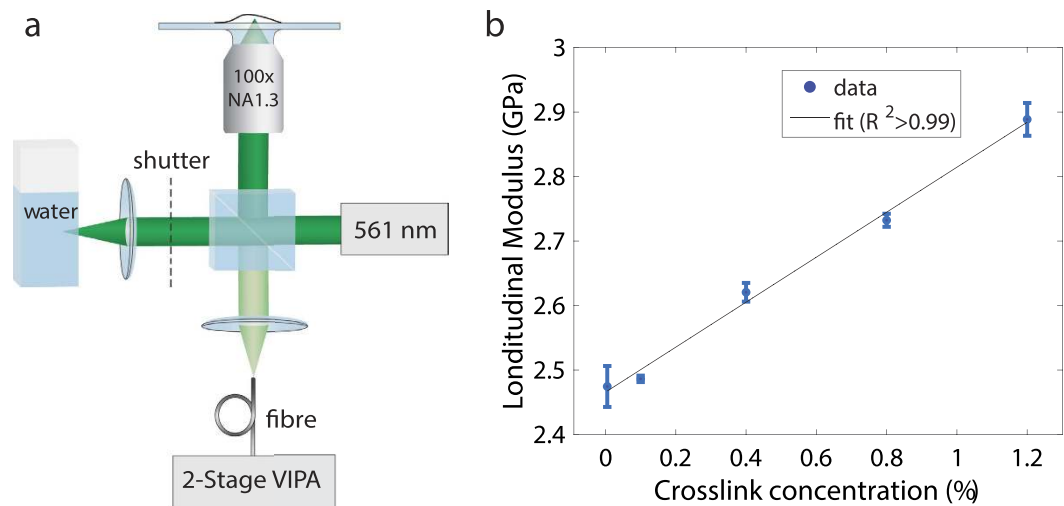 a
100x
NA1.3
shutter
water
561 nm
fibre
2-Stage VIPA
b
Londitudinal Modulus (GPa)
3
2.9
2.8
2.7
2.6
2.5
2.4
data
fit (R ²>0.99)
0 0.2 0.4 0.6 0.8 1 1.2
Crosslink concentration (%)